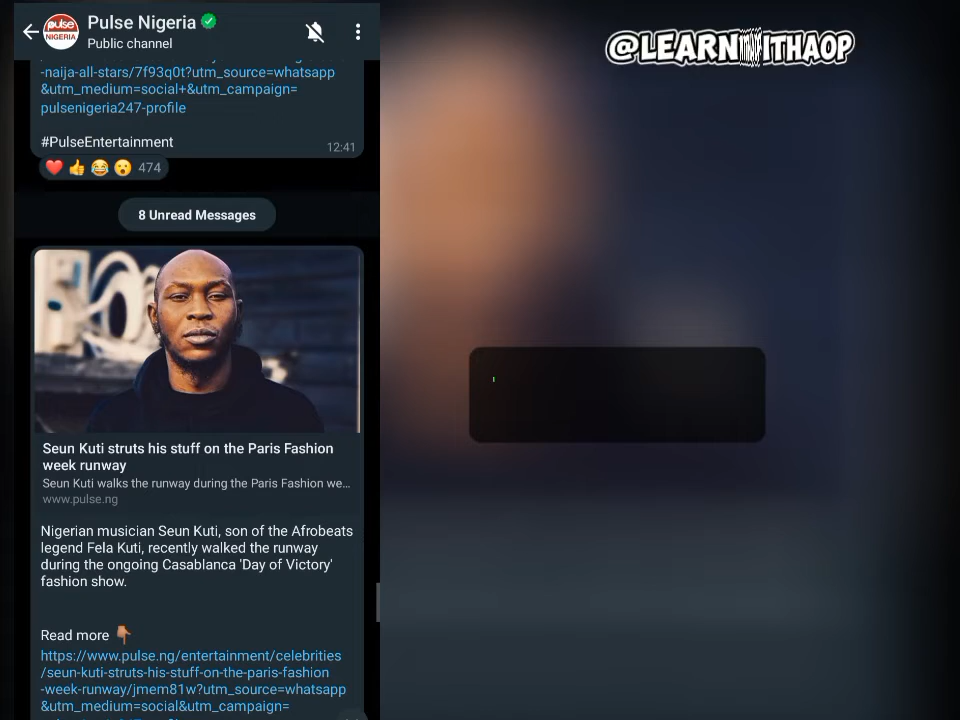 Pulse Nigeria
Public channel
pulse
NIGERIA
-naija-all-stars/7f93q0t?utm_source=whatsapp
&utm_medium=social+&utm_campaign=
pulsenigeria247-profile
#PulseEntertainment
12:41
474
8 Unread Messages
Seun Kuti struts his stuff on the Paris Fashion
week runway
Seun Kuti walks the runway during the Paris Fashion we...
www.pulse.ng
Nigerian musician Seun Kuti, son of the Afrobeats
legend Fela Kuti, recently walked the runway
during the ongoing Casablanca 'Day of Victory'
fashion show.
Read more 👇🏾
https://www.pulse.ng/entertainment/celebrities
/seun-kuti-struts-his-stuff-on-the-paris-fashion
-week-runway/jmem81w?utm_source=whatsapp
&utm_medium=social&utm_campaign=
@LEARNWITHAOP